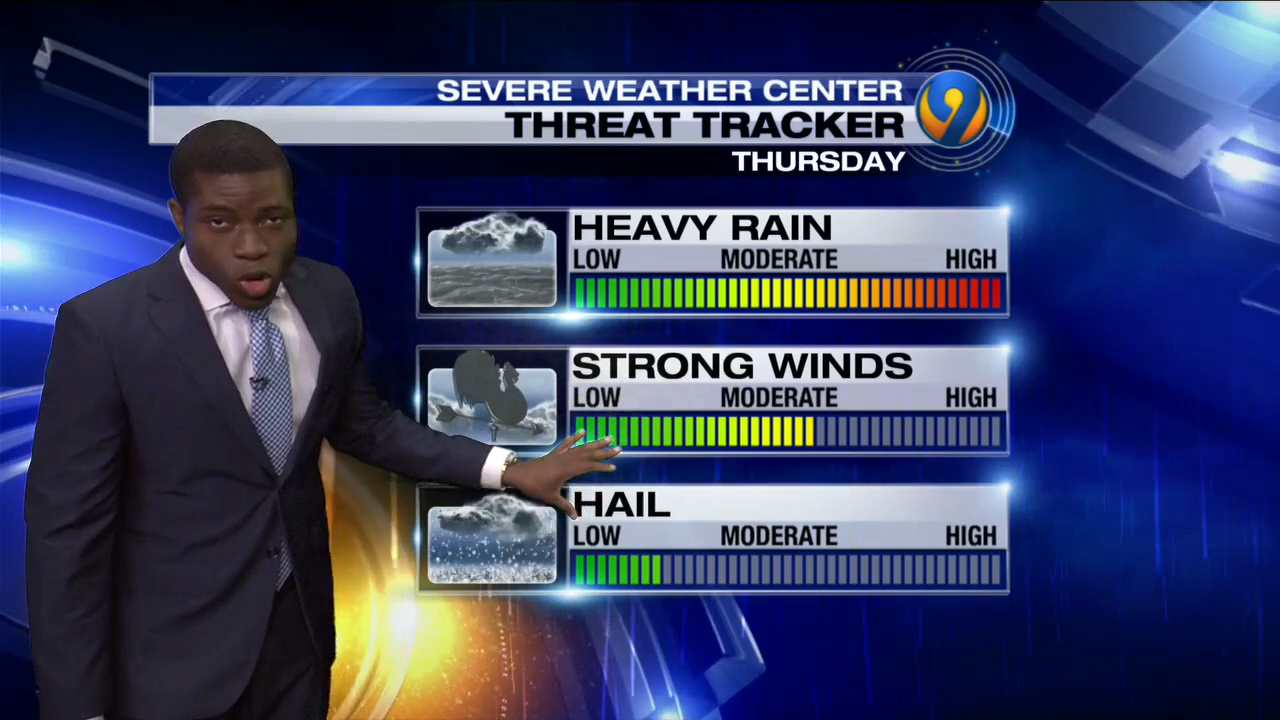 SEVERE WEATHER CENTER
9
THREAT TRACKER
THURSDAY
HEAVY RAIN
LOW MODERATE HIGH
STRONG WINDS
LOW MODERATE HIGH
HAIL
LOW MODERATE HIGH